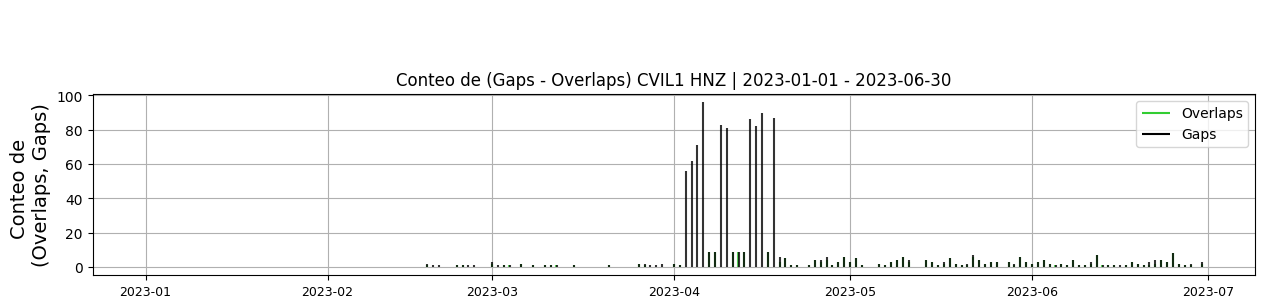 Conteo de (Gaps - Overlaps) CVIL1 HNZ | 2023-01-01 - 2023-06-30
Conteo de
(Overlaps, Gaps)
100
80
60
40
20
0
Overlaps
Gaps
2023-01 2023-02 2023-03 2023-04 2023-05 2023-06 2023-07